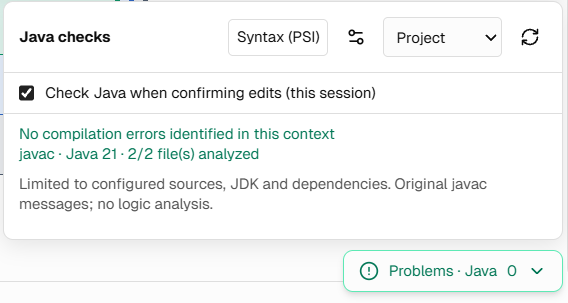 Java checks
Syntax (PSI)
Project
Check Java when confirming edits (this session)
No compilation errors identified in this context
javac · Java 21 · 2/2 file(s) analyzed
Limited to configured sources, JDK and dependencies. Original javac
messages; no logic analysis.
Problems · Java 0